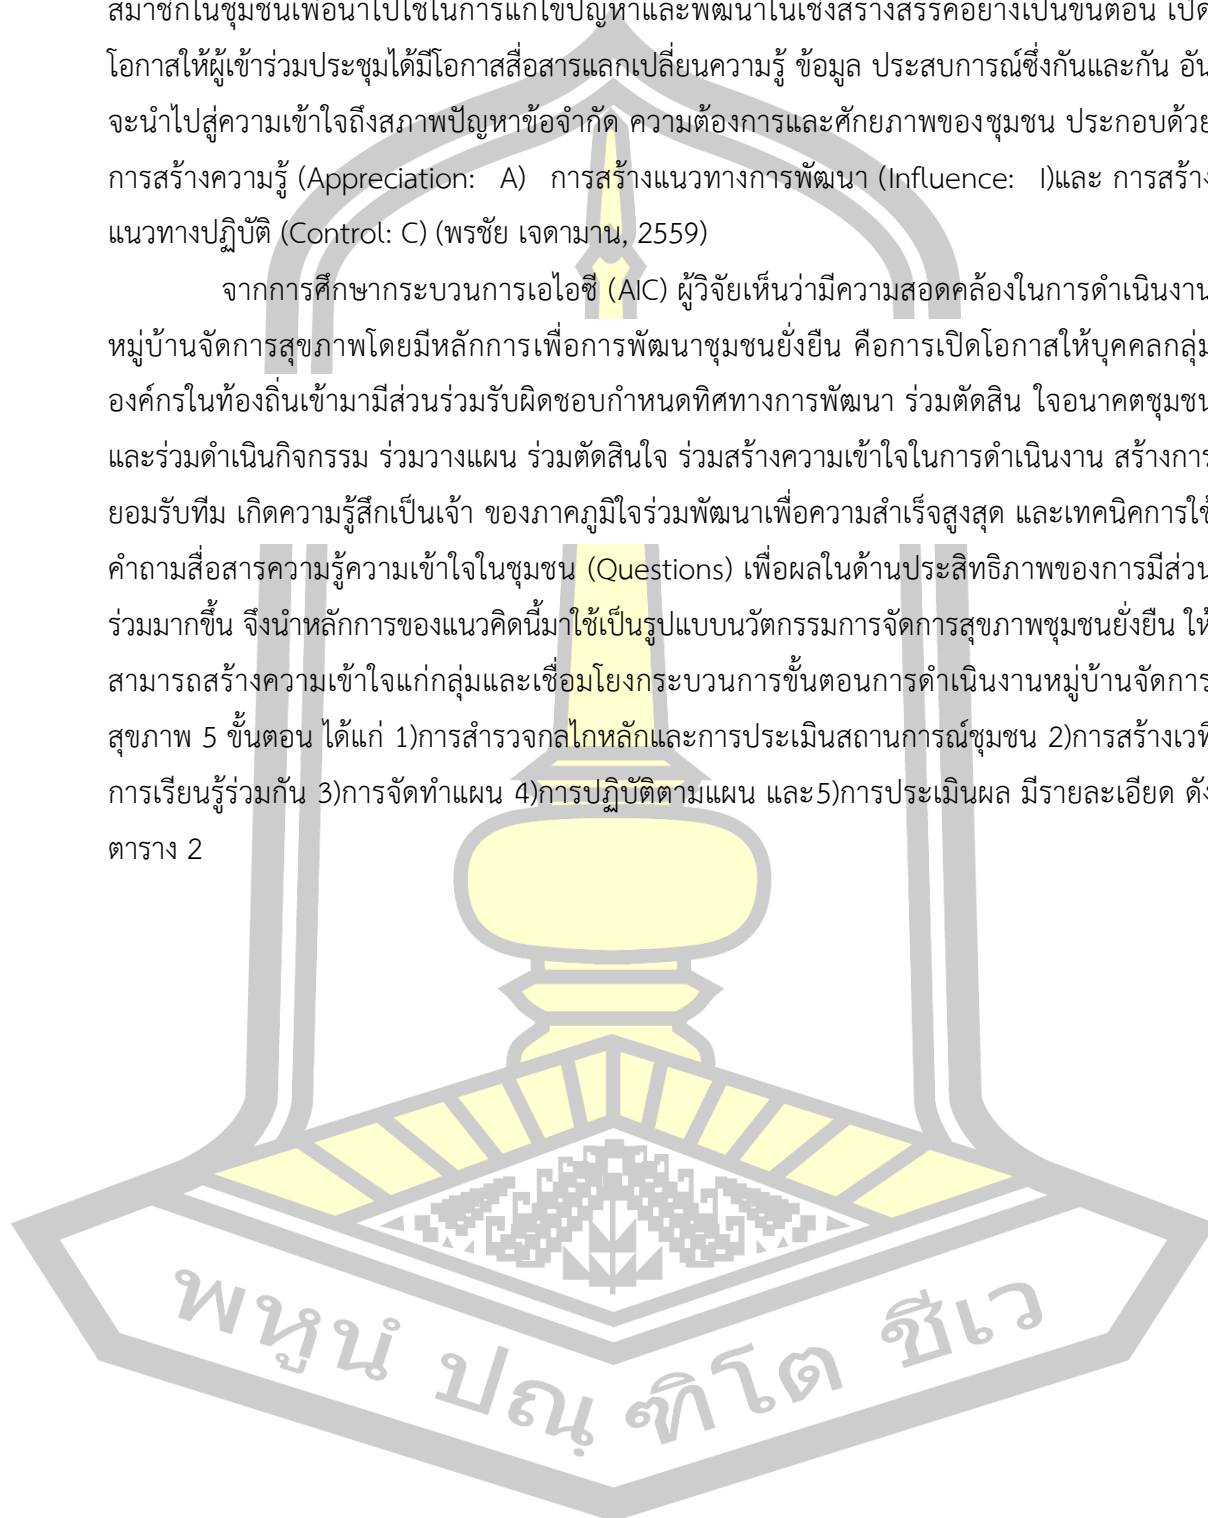 สมาชิกในชุมชนเพื่อนำไปใช้ในการแก้ไขปัญหาและพัฒนาในเชิงสร้างสรรค์อย่างเป็นขั้นตอน เปิด
โอกาสให้ผู้เข้าร่วมประชุมได้มีโอกาสสื่อสารแลกเปลี่ยนความรู้ ข้อมูล ประสบการณ์ซึ่งกันและกัน อัน
จะนำไปสู่ความเข้าใจถึงสภาพปัญหาข้อจำกัด ความต้องการและศักยภาพของชุมชน ประกอบด้วย
การสร้างความรู้ (Appreciation: A) การสร้างแนวทางการพัฒนา (Influence: I)และ การสร้าง
แนวทางปฏิบัติ (Control: C) (พรชัย เจดามาน, 2559)
จากการศึกษากระบวนการเอไอซี (AIC) ผู้วิจัยเห็นว่ามีความสอดคล้องในการดำเนินงาน
หมู่บ้านจัดการสุขภาพโดยมีหลักการเพื่อการพัฒนาชุมชนยั่งยืน คือการเปิดโอกาสให้บุคคลกลุ่ม
องค์กรในท้องถิ่นเข้ามามีส่วนร่วมรับผิดชอบกำหนดทิศทางการพัฒนา ร่วมตัดสิน ใจอนาคตชุมชน
และร่วมดำเนินกิจกรรม ร่วมวางแผน ร่วมตัดสินใจ ร่วมสร้างความเข้าใจในการดำเนินงาน สร้างการ
ยอมรับทีม เกิดความรู้สึกเป็นเจ้า ของภาคภูมิใจร่วมพัฒนาเพื่อความสำเร็จสูงสุด และเทคนิคการใช้
คำถามสื่อสารความรู้ความเข้าใจในชุมชน (Questions) เพื่อผลในด้านประสิทธิภาพของการมีส่วน
ร่วมมากขึ้น จึงนำหลักการของแนวคิดนี้มาใช้เป็นรูปแบบนวัตกรรมการจัดการสุขภาพชุมชนยั่งยืน ให้
สามารถสร้างความเข้าใจแก่กลุ่มและเชื่อมโยงกระบวนการขั้นตอนการดำเนินงานหมู่บ้านจัดการ
สุขภาพ 5 ขั้นตอน ได้แก่ 1)การสำรวจกลไกหลักและการประเมินสถานการณ์ชุมชน 2)การสร้างเวที
การเรียนรู้ร่วมกัน 3)การจัดทำแผน 4)การปฏิบัติตามแผน และ5)การประเมินผล มีรายละเอียด ดัง
ตาราง 2
พหูนํ ปณฺฑิโต ชีเว